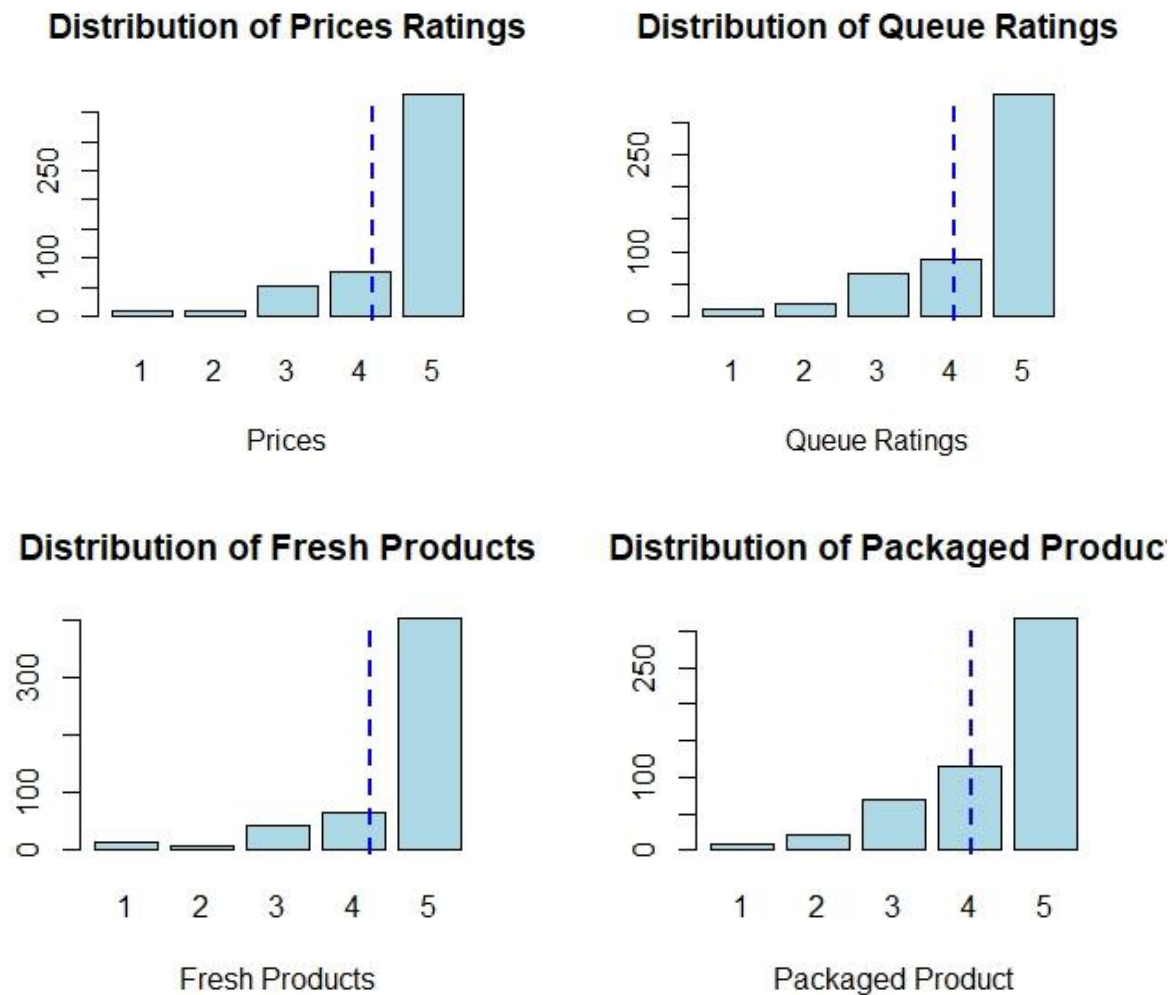 Distribution of Prices Ratings
250
100
0
1 2 3 4 5
Prices
Distribution of Queue Ratings
250
100
0
1 2 3 4 5
Queue Ratings
Distribution of Fresh Products
300
100
0
1 2 3 4 5
Fresh Products
Distribution of Packaged Product
250
100
0
1 2 3 4 5
Packaged Product